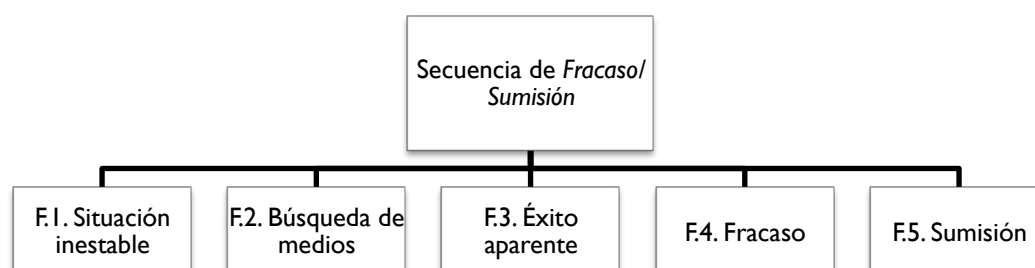 Secuencia de Fracaso/
Sumisión
F.1. Situación
inestable
F.2. Búsqueda de
medios
F.3. Éxito
aparente
F.4. Fracaso
F.5. Sumisión